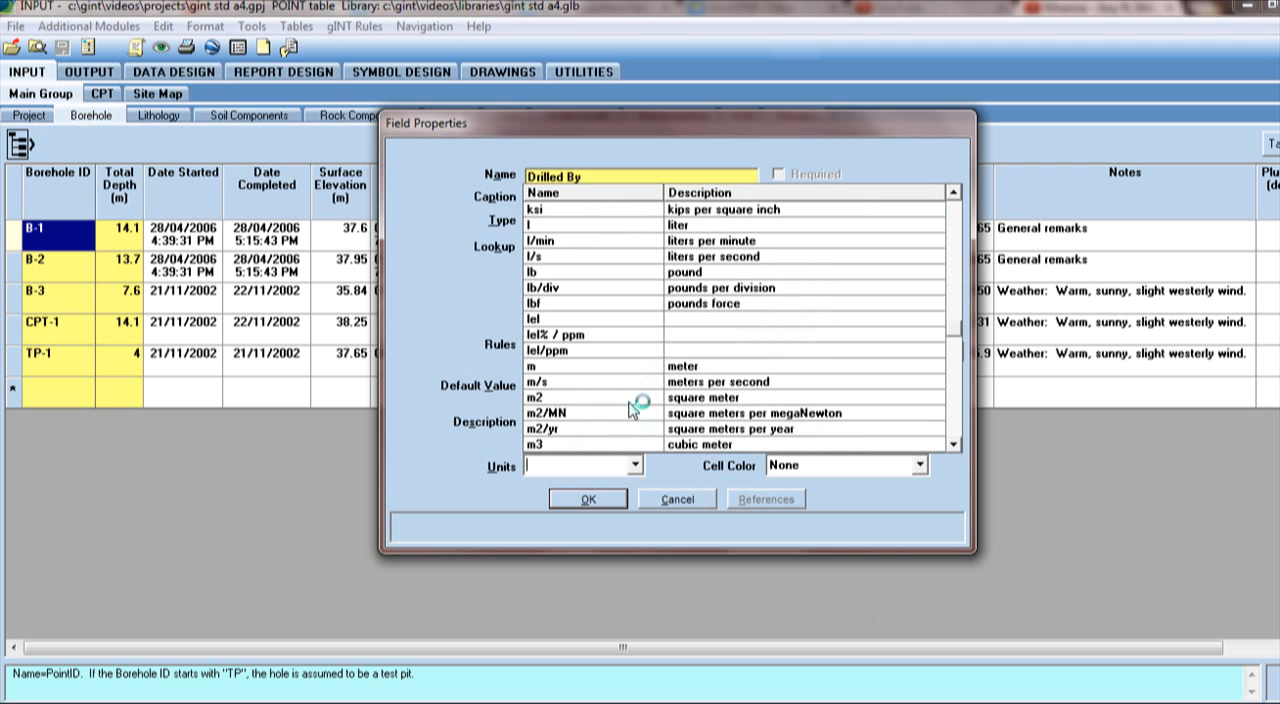 INPUT - c:\gint\videos\projects\gint std a4.gpj POINT table Library: c:\gint\videos\libraries\gint std a4.glb
File Additional Modules Edit Format Tools Tables gINT Rules Navigation Help
INPUT OUTPUT DATA DESIGN REPORT DESIGN SYMBOL DESIGN DRAWINGS UTILITIES
Main Group CPT Site Map
Project Borehole Lithology Soil Components Rock Comp
Field Properties
Ta
Borehole ID Total Depth (m) Date Started Date Completed Surface Elevation (m) Notes Plu (de
B-1 14.1 28/04/2006 4:39:31 PM 28/04/2006 5:15:43 PM 37.6 65 General remarks
B-2 13.7 28/04/2006 4:39:31 PM 28/04/2006 5:15:43 PM 37.95 65 General remarks
B-3 7.6 21/11/2002 22/11/2002 35.84 50 Weather: Warm, sunny, slight westerly wind.
CPT-1 14.1 21/11/2002 22/11/2002 38.25 31 Weather: Warm, sunny, slight westerly wind.
TP-1 4 21/11/2002 21/11/2002 37.65 .9 Weather: Warm, sunny, slight westerly wind.
*
Name Drilled By Required
Caption
Type
Lookup
Rules
Default Value
Description
Name Description
ksi kips per square inch
l liter
l/min liters per minute
l/s liters per second
lb pound
lb/div pounds per division
lbf pounds force
lel
lel% / ppm
lel/ppm
m meter
m/s meters per second
m2 square meter
m2/MN square meters per megaNewton
m2/yr square meters per year
m3 cubic meter
Units Cell Color None
OK Cancel References
Name=PointID. If the Borehole ID starts with "TP", the hole is assumed to be a test pit.